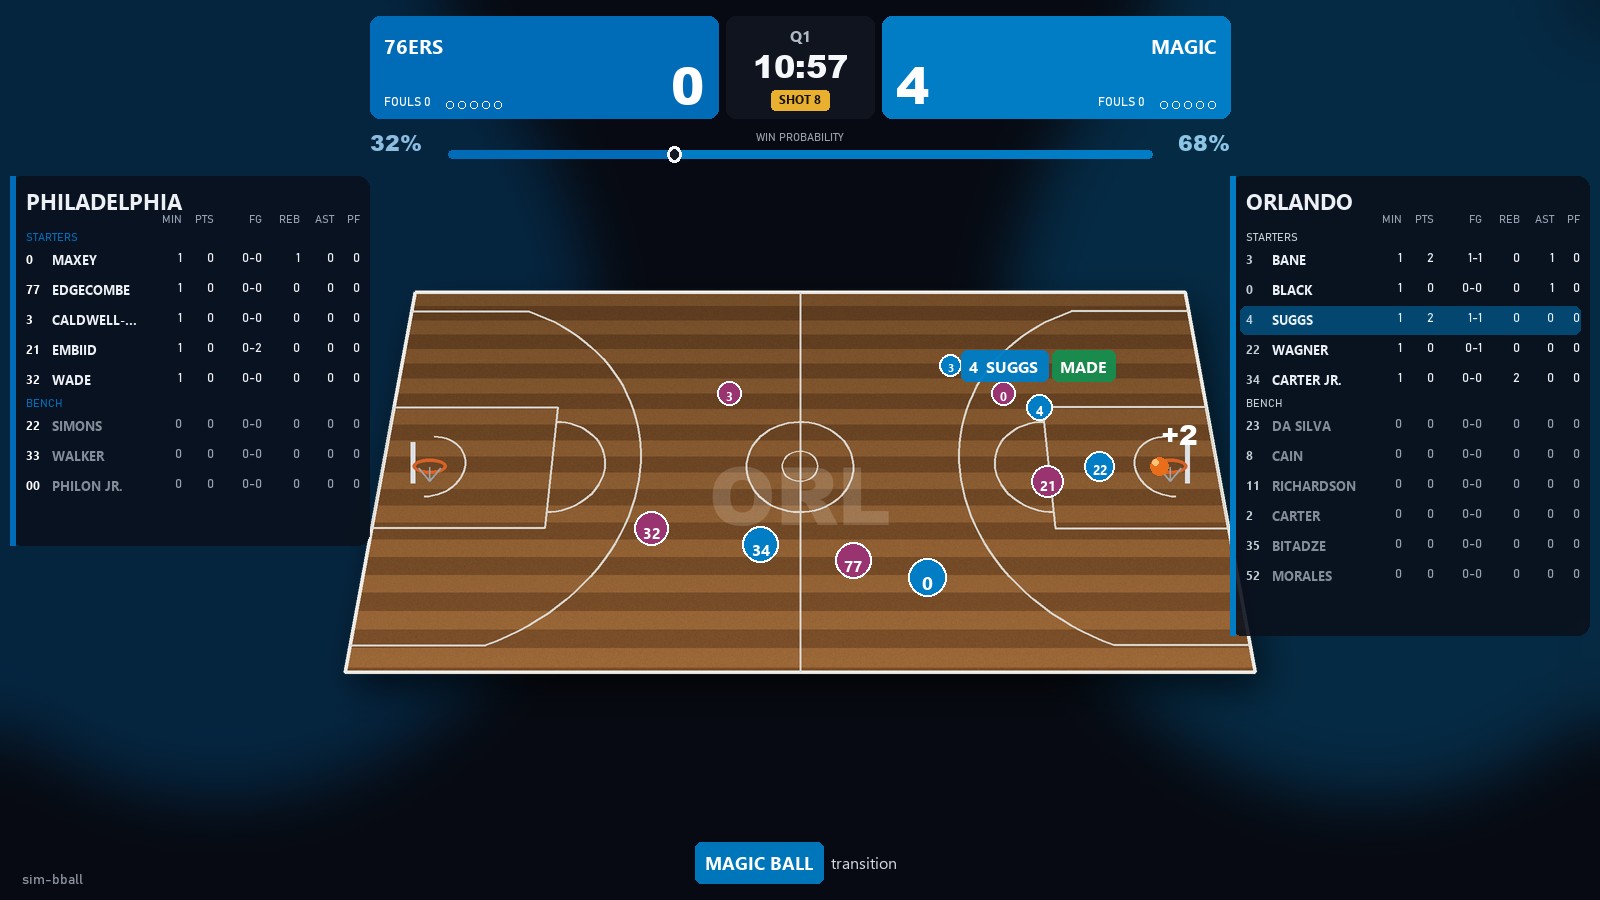 76ERS
0
FOULS 0
Q1
10:57
SHOT 8
MAGIC
4
FOULS 0
32%
WIN PROBABILITY
68%
PHILADELPHIA
MIN PTS FG REB AST PF
STARTERS
0 MAXEY 1 0 0-0 1 0 0
77 EDGECOMBE 1 0 0-0 0 0 0
3 CALDWELL-... 1 0 0-0 0 0 0
21 EMBIID 1 0 0-2 0 0 0
32 WADE 1 0 0-0 0 0 0
BENCH
22 SIMONS 0 0 0-0 0 0 0
33 WALKER 0 0 0-0 0 0 0
00 PHILON JR. 0 0 0-0 0 0 0
ORLANDO
MIN PTS FG REB AST PF
STARTERS
3 BANE 1 2 1-1 0 1 0
0 BLACK 1 0 0-0 0 1 0
4 SUGGS 1 2 1-1 0 0 0
22 WAGNER 1 0 0-1 0 0 0
34 CARTER JR. 1 0 0-0 2 0 0
BENCH
23 DA SILVA 0 0 0-0 0 0 0
8 CAIN 0 0 0-0 0 0 0
11 RICHARDSON 0 0 0-0 0 0 0
2 CARTER 0 0 0-0 0 0 0
35 BITADZE 0 0 0-0 0 0 0
52 MORALES 0 0 0-0 0 0 0
3
4 SUGGS MADE
3
0
4
+2
22
21
ORL
32
34
77
0
MAGIC BALL transition
sim-bball